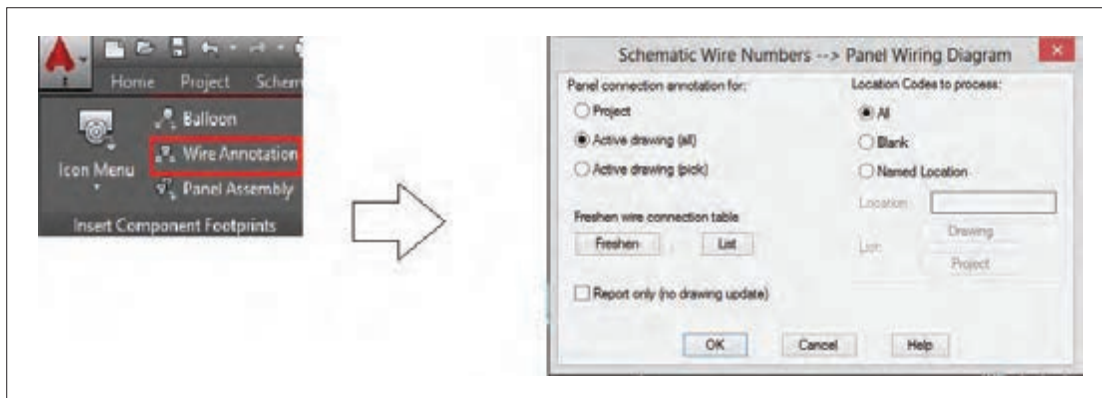 Home Project Schem
Balloon
Wire Annotation
Icon Menu
Panel Assembly
Insert Component Footprints
Schematic Wire Numbers --> Panel Wiring Diagram
Panel connection annotation for:
Project
Active drawing (all)
Active drawing (pick)
Freshen wire connection table
Freshen
List
Report only (no drawing update)
Location Codes to process:
All
Blank
Named Location
Location:
List:
Drawing
Project
OK Cancel Help